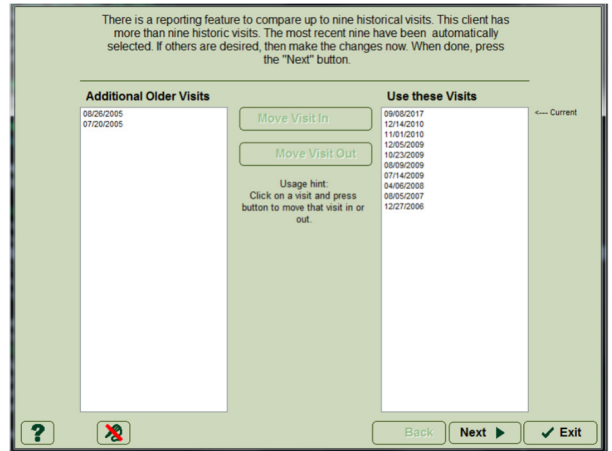 There is a reporting feature to compare up to nine historical visits. This client has
more than nine historic visits. The most recent nine have been automatically
selected. If others are desired, then make the changes now. When done, press
the "Next" button.
Additional Older Visits
08/26/2005
07/20/2005
Move Visit In
Move Visit Out
Usage hint:
Click on a visit and press
button to move that visit in or
out.
Use these Visits
09/08/2017
12/14/2010
11/01/2010
12/05/2009
10/23/2009
08/09/2009
07/14/2009
04/06/2008
08/05/2007
12/27/2006
<--- Current
?
Back
Next
Exit